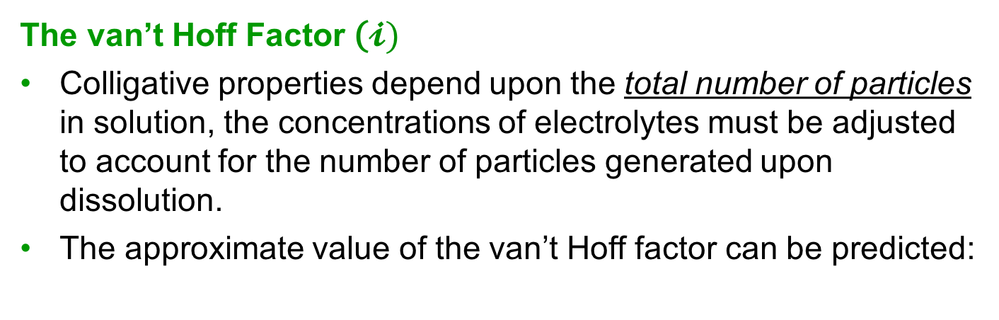 The van’t Hoff Factor (𝒊)
• Colligative properties depend upon the total number of particles
in solution, the concentrations of electrolytes must be adjusted
to account for the number of particles generated upon
dissolution.
• The approximate value of the van’t Hoff factor can be predicted: